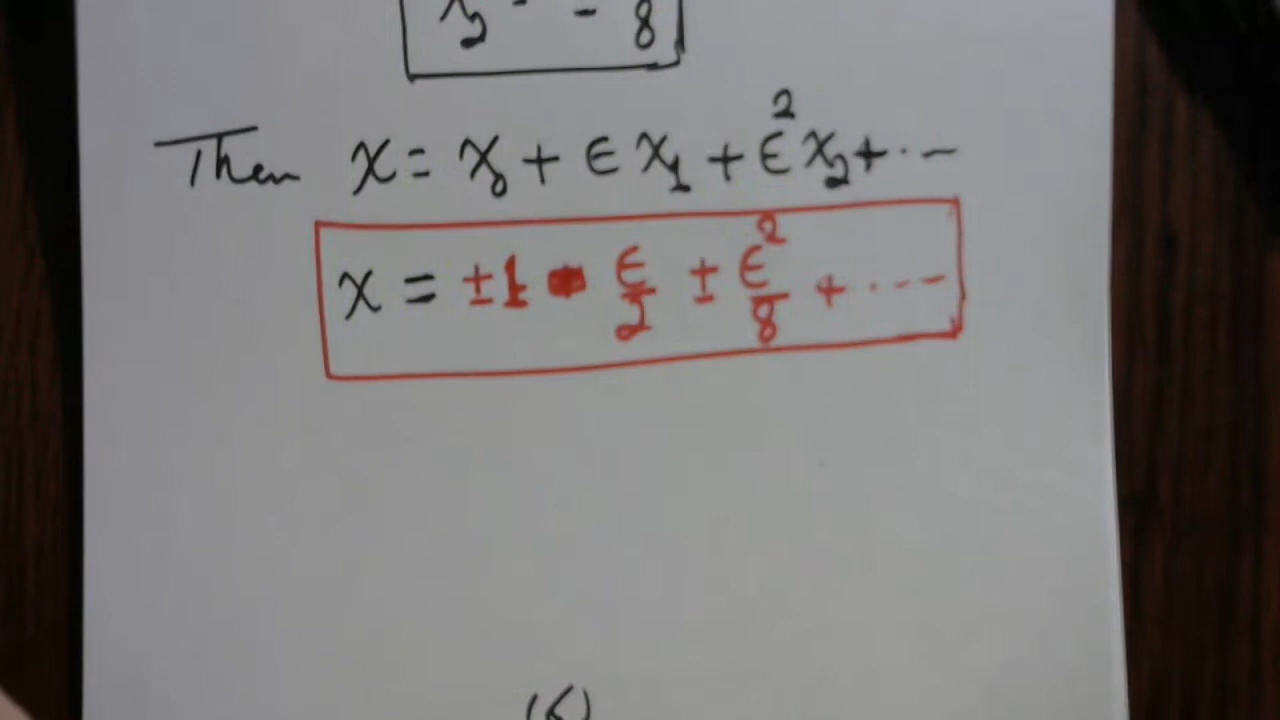 x₂ = - 8
Then x = x₀ + ϵ x₁ + ϵ² x₂ + ...
x = ±1 - ϵ/2 ± ϵ²/8 + ...